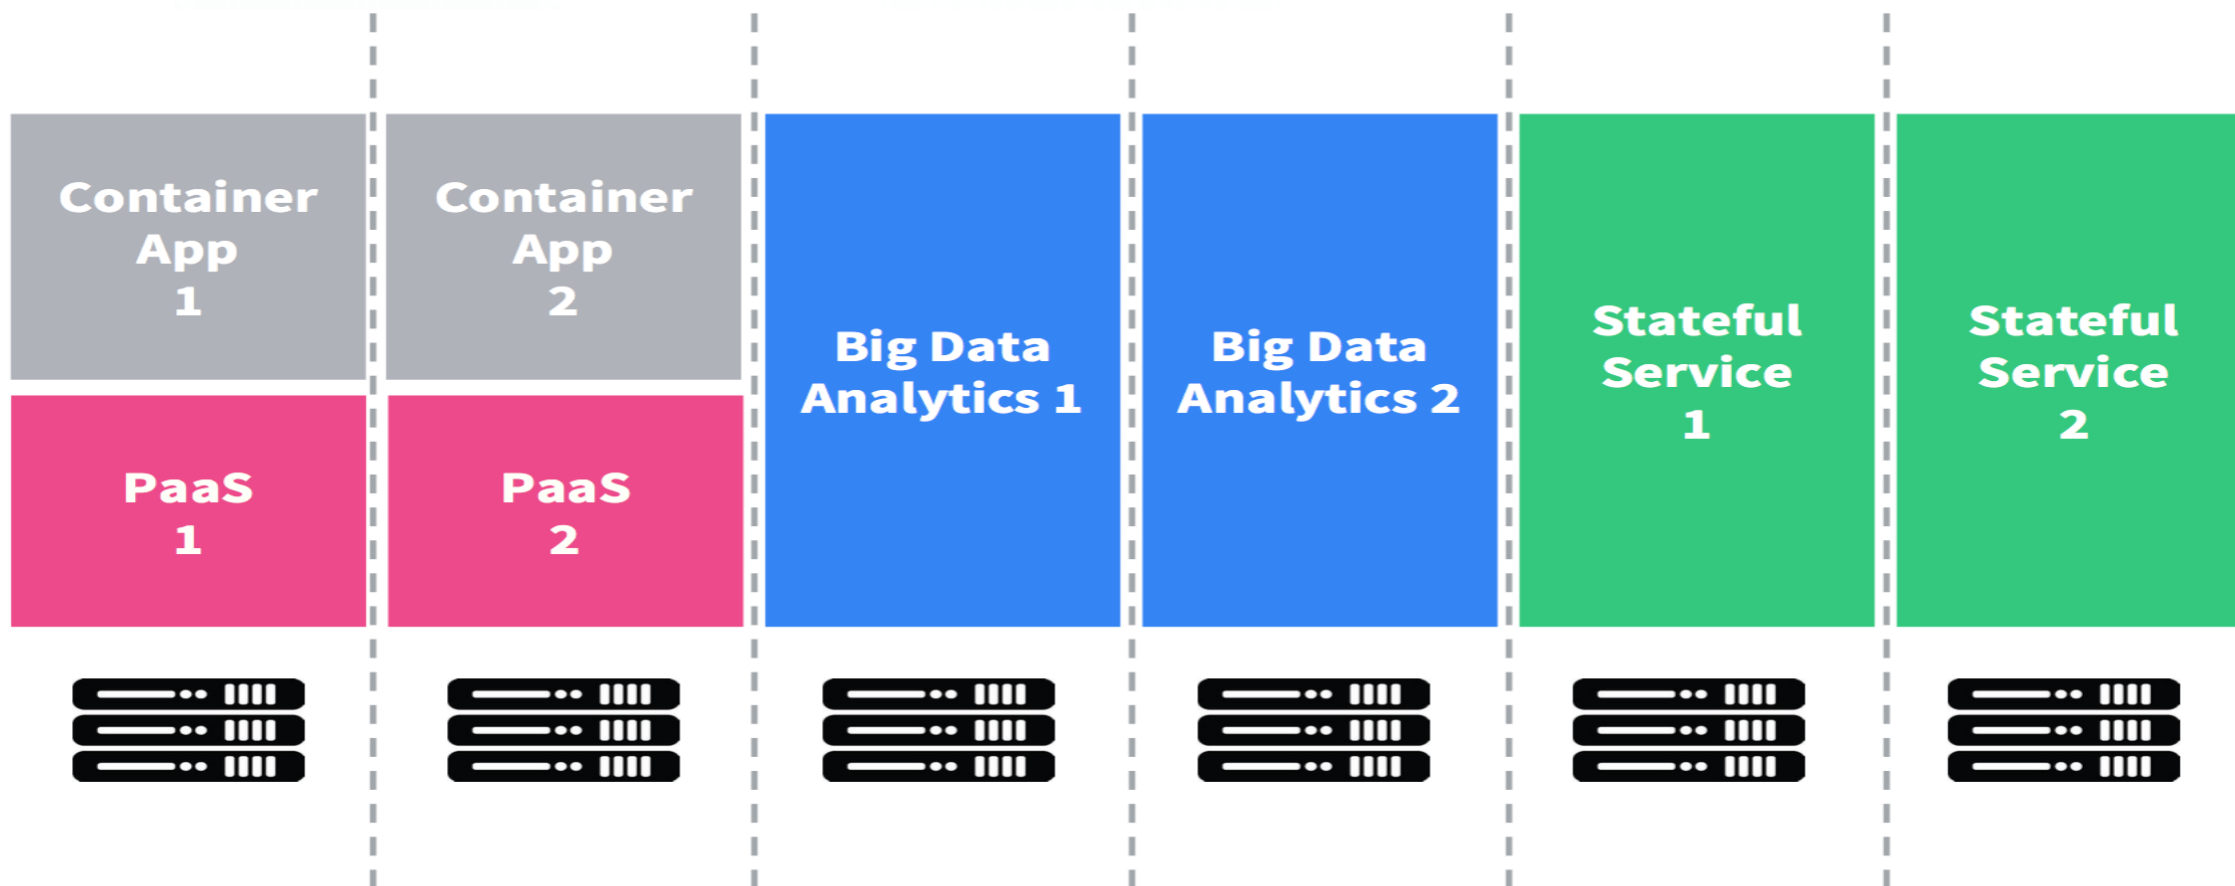 Container
App
1
Container
App
2
PaaS
1
PaaS
2
Big Data
Analytics 1
Big Data
Analytics 2
Stateful
Service
1
Stateful
Service
2